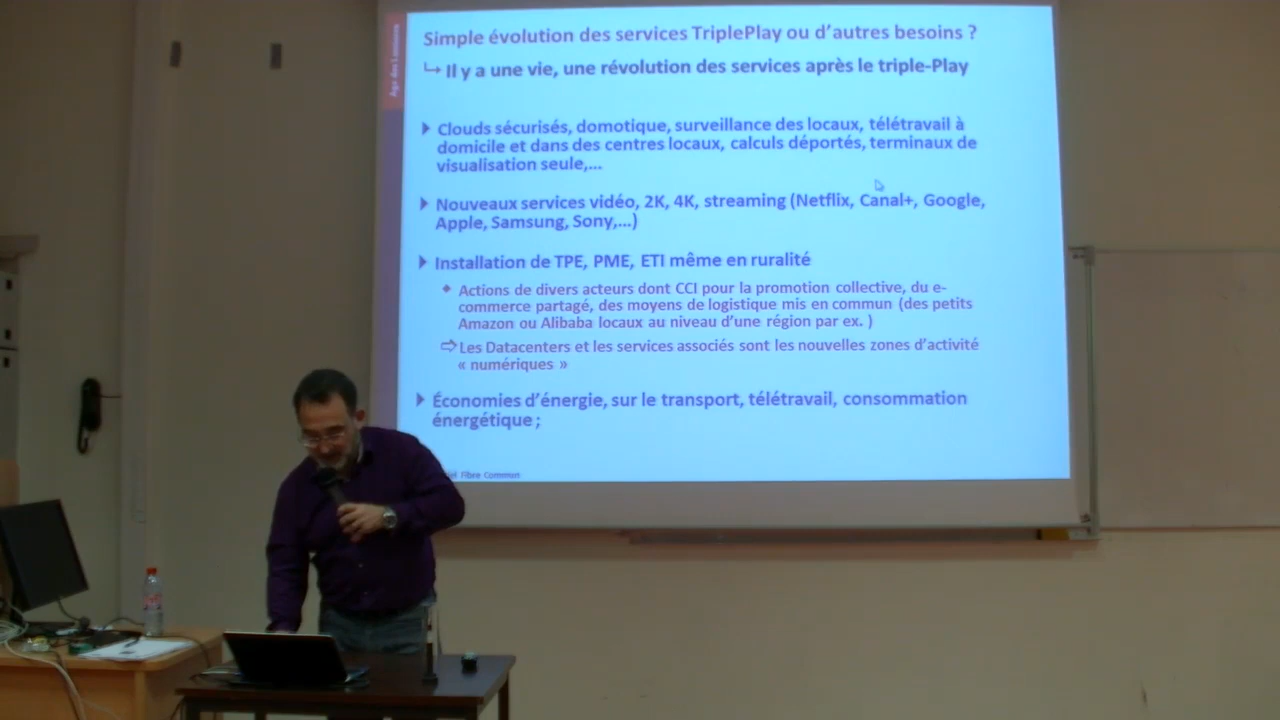 Simple évolution des services TriplePlay ou d'autres besoins ?
Il y a une vie, une révolution des services après le triple-Play
Clouds sécurisés, domotique, surveillance des locaux, télétravail à
domicile et dans des centres locaux, calculs déportés, terminaux de
visualisation seule,...
Nouveaux services vidéo, 2K, 4K, streaming (Netflix, Canal+, Google,
Apple, Samsung, Sony,...)
Installation de TPE, PME, ETI même en ruralité
Actions de divers acteurs dont CCI pour la promotion collective, du e-
commerce partagé, des moyens de logistique mis en commun (des petits
Amazon ou Alibaba locaux au niveau d'une région par ex. )
Les Datacenters et les services associés sont les nouvelles zones d'activité
« numériques »
Économies d'énergie, sur le transport, télétravail, consommation
énergétique ;
Fibre Commun